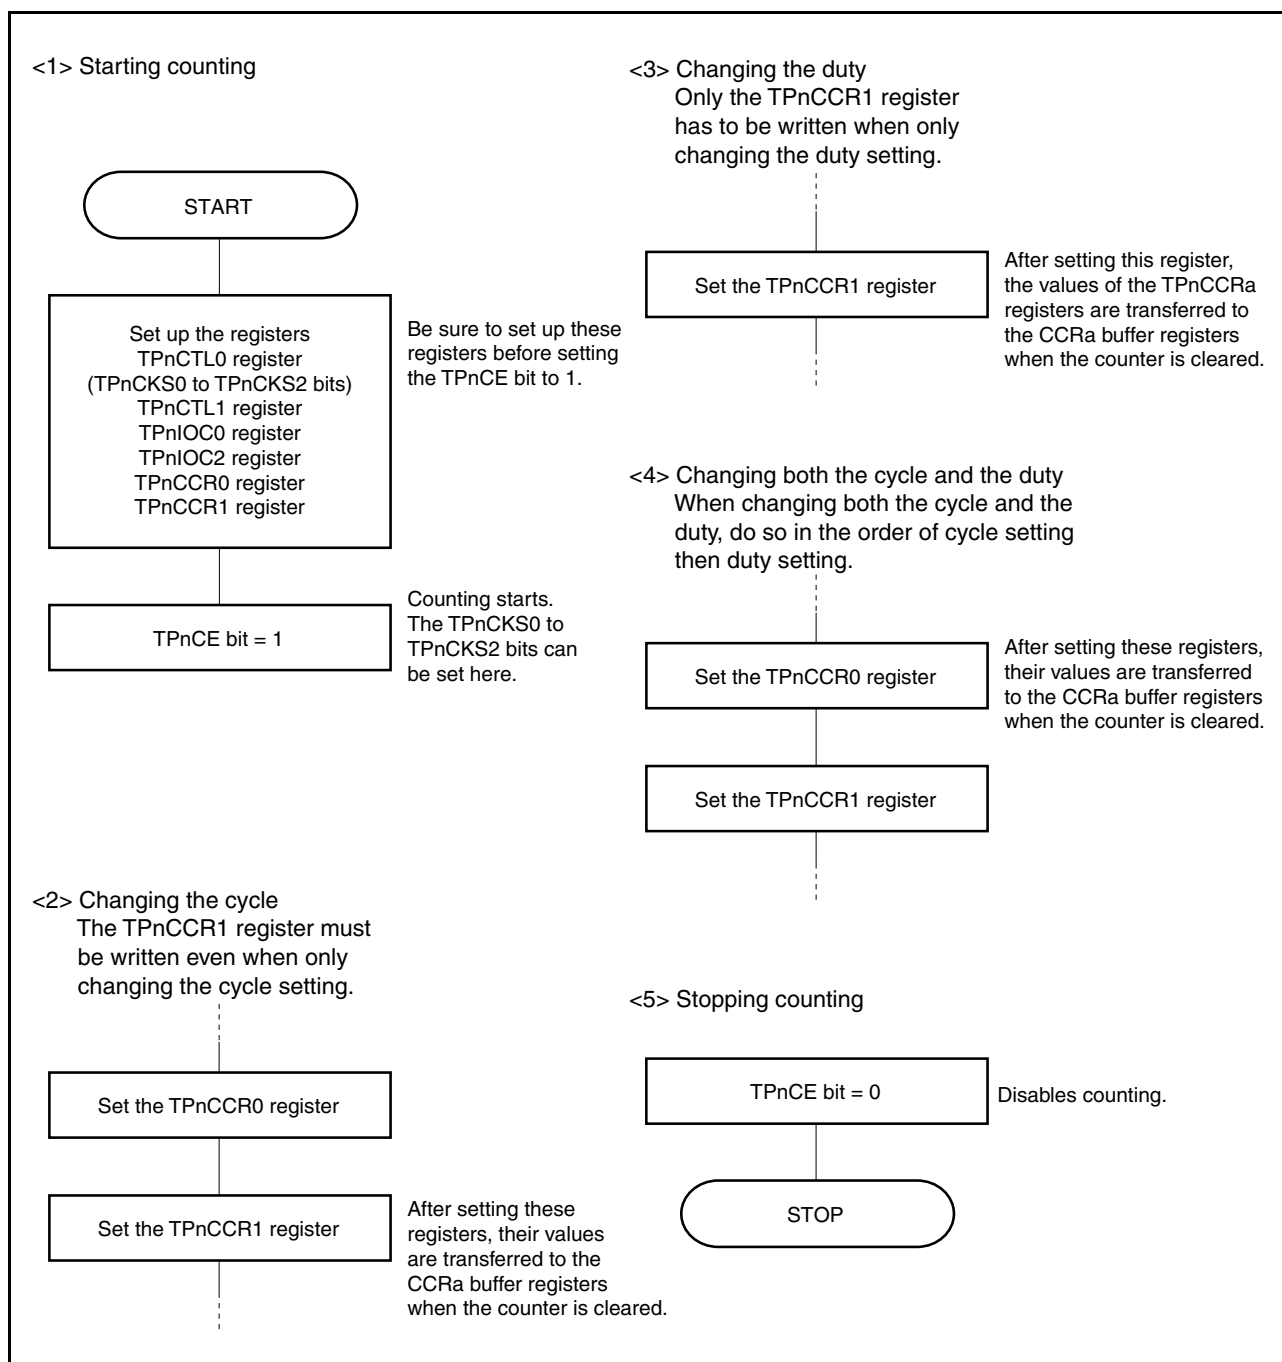 <1> Starting counting
START
Set up the registers
TPnCTL0 register
(TPnCKS0 to TPnCKS2 bits)
TPnCTL1 register
TPnIOC0 register
TPnIOC2 register
TPnCCR0 register
TPnCCR1 register
Be sure to set up these
registers before setting
the TPnCE bit to 1.
TPnCE bit = 1
Counting starts.
The TPnCKS0 to
TPnCKS2 bits can
be set here.
<2> Changing the cycle
The TPnCCR1 register must
be written even when only
changing the cycle setting.
Set the TPnCCR0 register
Set the TPnCCR1 register
After setting these
registers, their values
are transferred to the
CCRa buffer registers
when the counter is cleared.
<3> Changing the duty
Only the TPnCCR1 register
has to be written when only
changing the duty setting.
Set the TPnCCR1 register
After setting this register,
the values of the TPnCCRa
registers are transferred to
the CCRa buffer registers
when the counter is cleared.
<4> Changing both the cycle and the duty
When changing both the cycle and the
duty, do so in the order of cycle setting
then duty setting.
Set the TPnCCR0 register
After setting these registers,
their values are transferred
to the CCRa buffer registers
when the counter is cleared.
Set the TPnCCR1 register
<5> Stopping counting
TPnCE bit = 0
Disables counting.
STOP